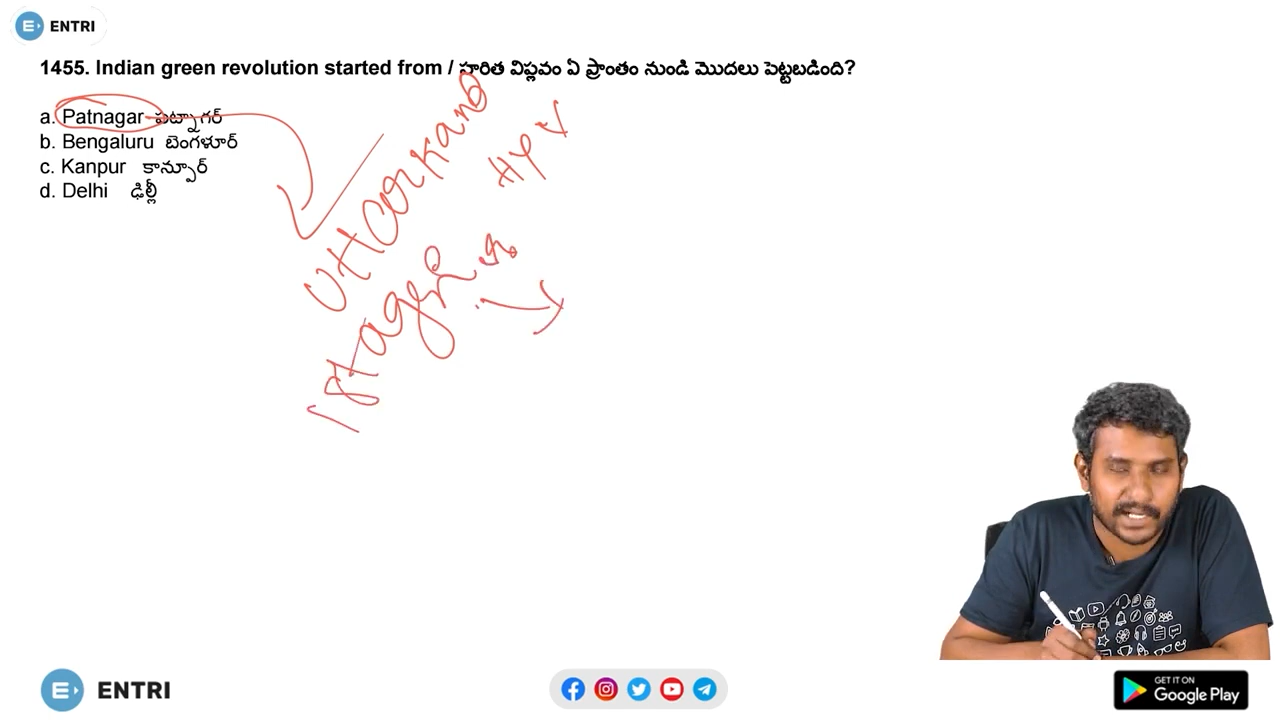 ENTRI
1455. Indian green revolution started from / హరిత విప్లవం ఏ ప్రాంతం నుండి మొదలు పెట్టబడింది?
a. Patnagar పట్నాగర్
b. Bengaluru బెంగళూర్
c. Kanpur కాన్పూర్
d. Delhi ఢిల్లీ
HYV
1st
ENTRI
GET IT ON
Google Play